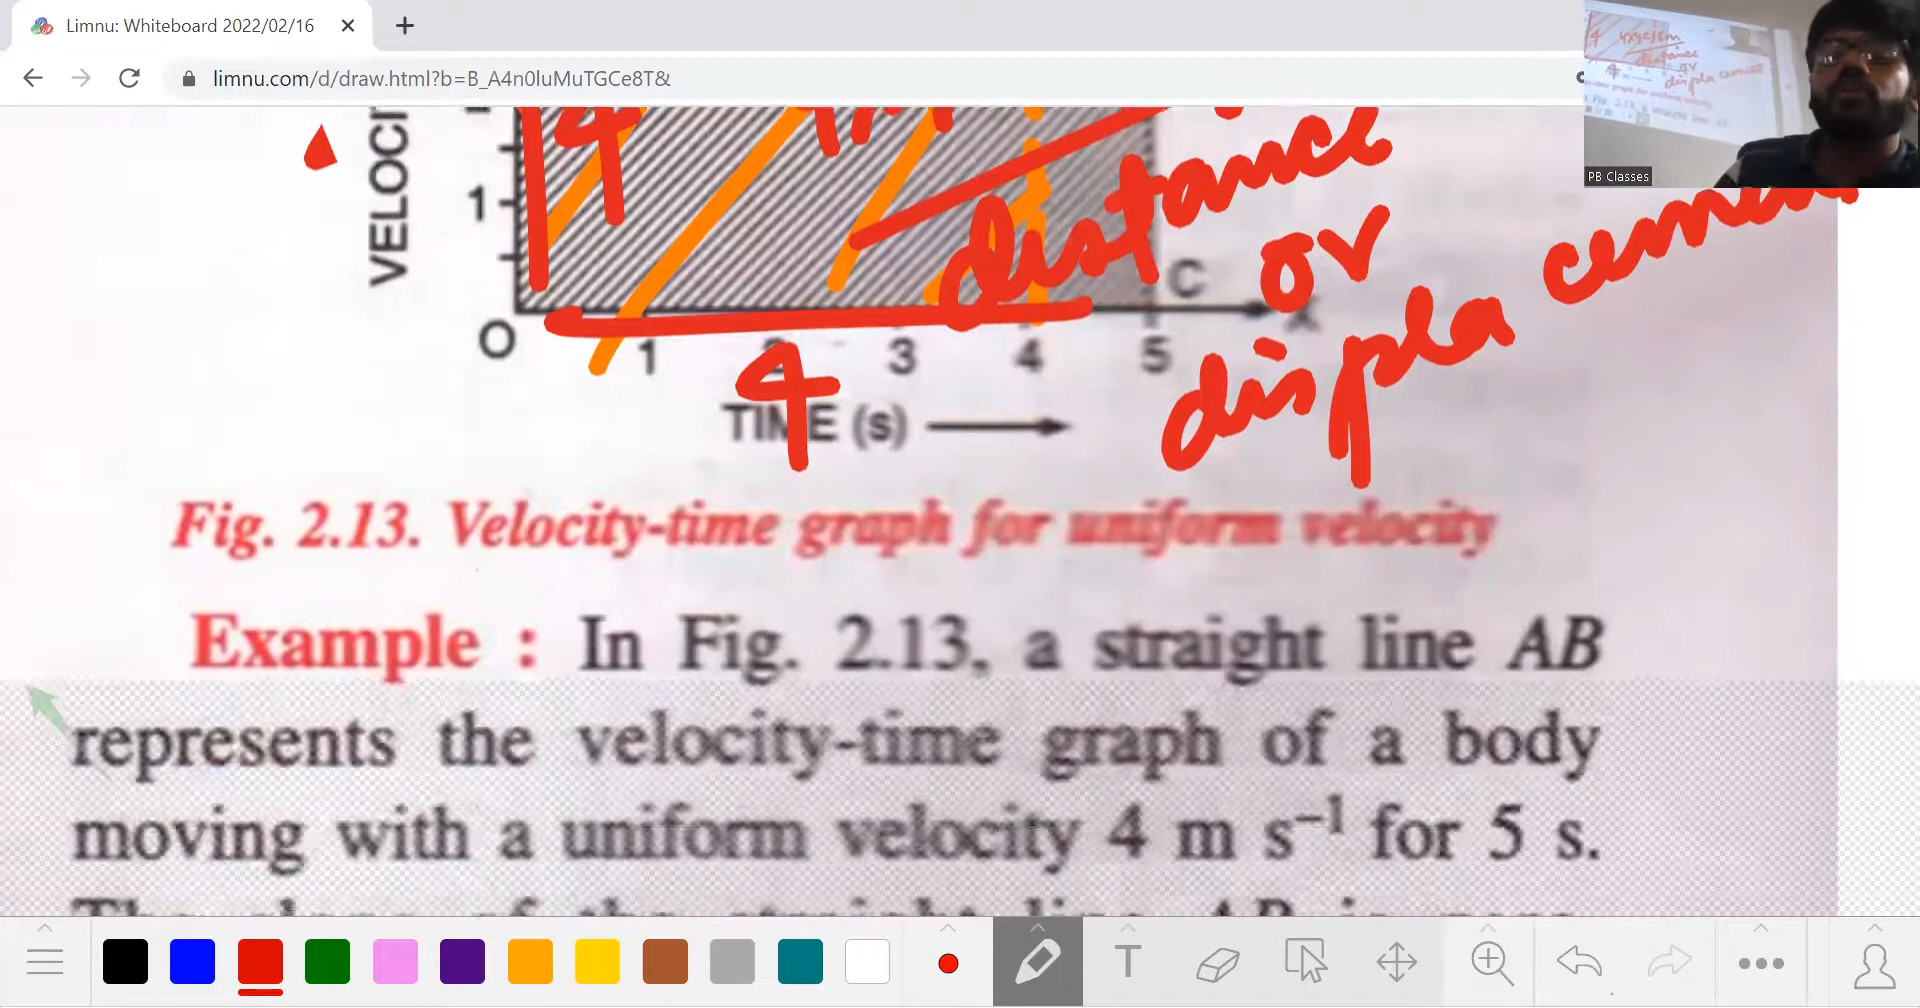 Limnu: Whiteboard 2022/02/16
limnu.com/d/draw.html?b=B_A4n0luMuTGCe8T&
PB Classes
VELOCI
4
1
distance
or
displacement
C
O
1
3
4
5
X
4
TIME (s)
Fig. 2.13. Velocity-time graph for uniform velocity
Example : In Fig. 2.13, a straight line AB
represents the velocity-time graph of a body
moving with a uniform velocity 4 m s⁻¹ for 5 s.
T